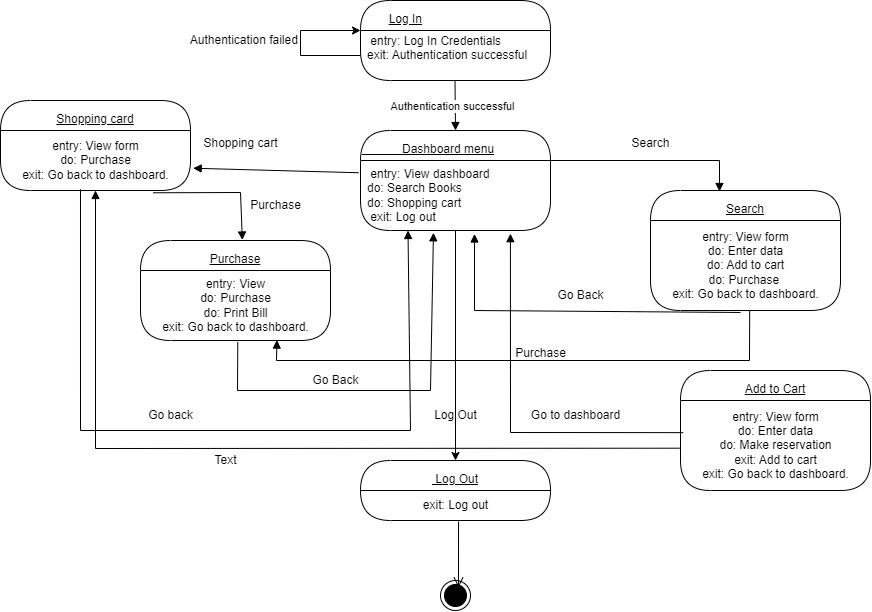 Log In
entry: Log In Credentials
exit: Authentication successful
Authentication failed
Authentication successful
Shopping card
entry: View form
do: Purchase
exit: Go back to dashboard.
Shopping cart
Dashboard menu
entry: View dashboard
do: Search Books
do: Shopping cart
exit: Log out
Search
Search
entry: View form
do: Enter data
do: Add to cart
do: Purchase
exit: Go back to dashboard.
Purchase
Purchase
entry: View
do: Purchase
do: Print Bill
exit: Go back to dashboard.
Go Back
Purchase
Go Back
Add to Cart
entry: View form
do: Enter data
do: Make reservation
exit: Add to cart
exit: Go back to dashboard.
Go back
Log Out
Go to dashboard
Text
Log Out
exit: Log out